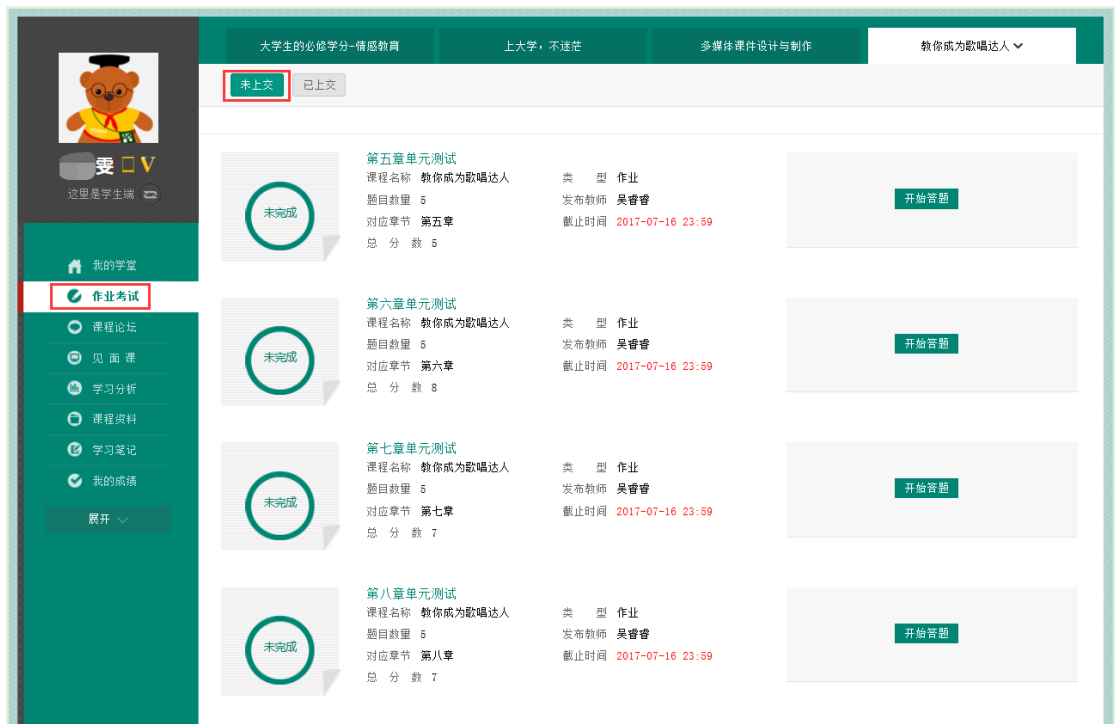 大学生的必修学分-情感教育 上大学，不迷茫 多媒体课件设计与制作 教你成为歌唱达人
未上交 已上交
雯 V
这里是学生端
我的学堂
作业考试
课程论坛
见面课
学习分析
课程资料
学习笔记
我的成绩
展开
第五章单元测试
课程名称 教你成为歌唱达人 类 型 作业
未完成
题目数量 5 发布教师 吴睿睿
开始答题
对应章节 第五章 截止时间 2017-07-16 23:59
总 分 数 5
第六章单元测试
课程名称 教你成为歌唱达人 类 型 作业
未完成
题目数量 5 发布教师 吴睿睿
开始答题
对应章节 第六章 截止时间 2017-07-16 23:59
总 分 数 8
第七章单元测试
课程名称 教你成为歌唱达人 类 型 作业
未完成
题目数量 5 发布教师 吴睿睿
开始答题
对应章节 第七章 截止时间 2017-07-16 23:59
总 分 数 7
第八章单元测试
课程名称 教你成为歌唱达人 类 型 作业
未完成
题目数量 5 发布教师 吴睿睿
开始答题
对应章节 第八章 截止时间 2017-07-16 23:59
总 分 数 7